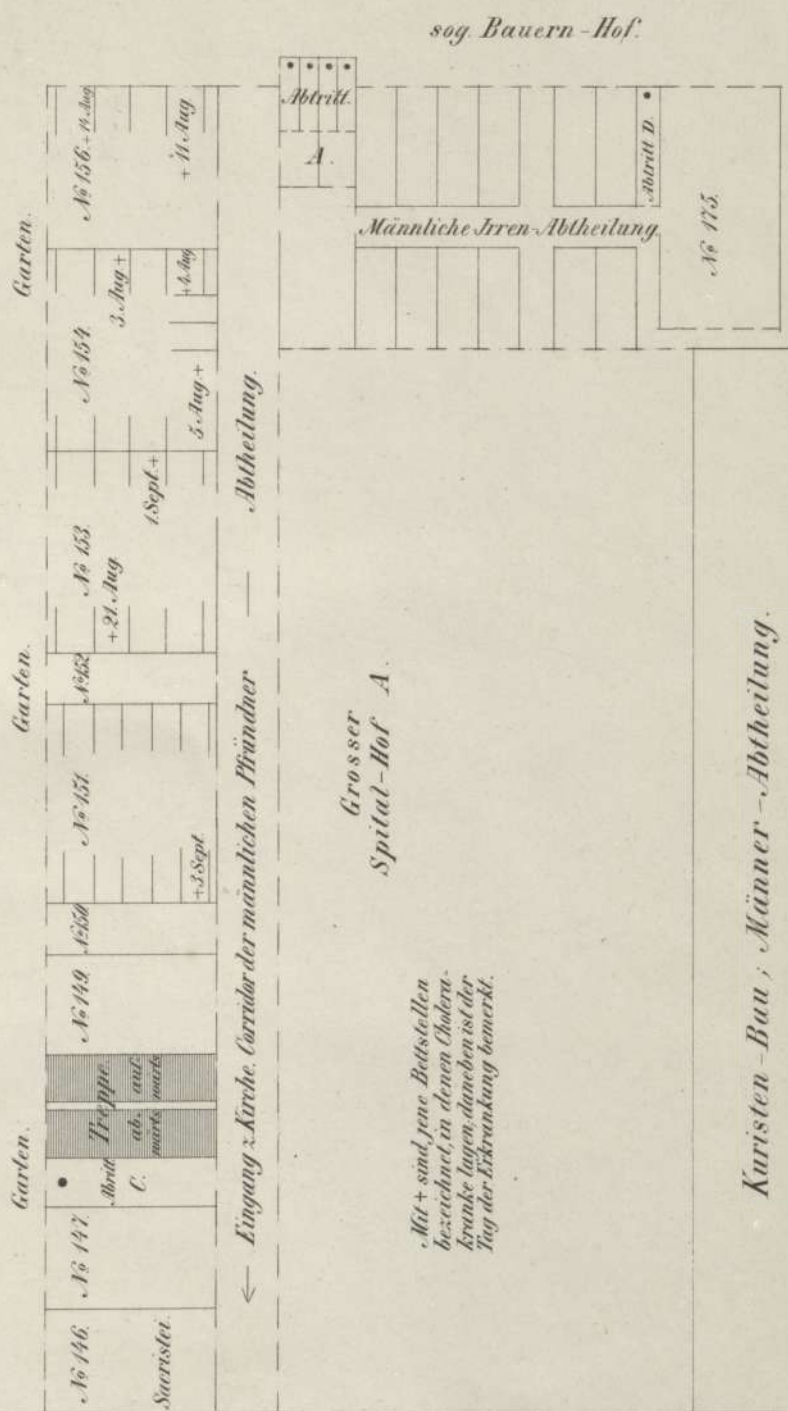 sog. Bauern-Hof.
Garten.
Garten.
Garten.
No 156.
+14 Aug
+11 Aug
No 154.
3. Aug +
+4. Aug
5. Aug. +
No 153.
1. Sept. +
+21. Aug
No 152
No 151.
+3 Sept.
No 150
No 149.
Treppe.
ab-
wärts
auf-
wärts
Abtritt
C.
No 147.
No 146.
Sacristei.
← Eingang z. Kirche. Corridor der männlichen Pfründner — Abtheilung.
Abtritt.
A.
Männliche Irren-Abtheilung.
Abtritt D.
No 175.
Grosser
Spital-Hof A.
Mit + sind jene Bettstellen
bezeichnet, in denen Cholera-
kranke lagen, daneben ist der
Tag der Erkrankung bemerkt.
Kuristen-Bau; Männer-Abtheilung.